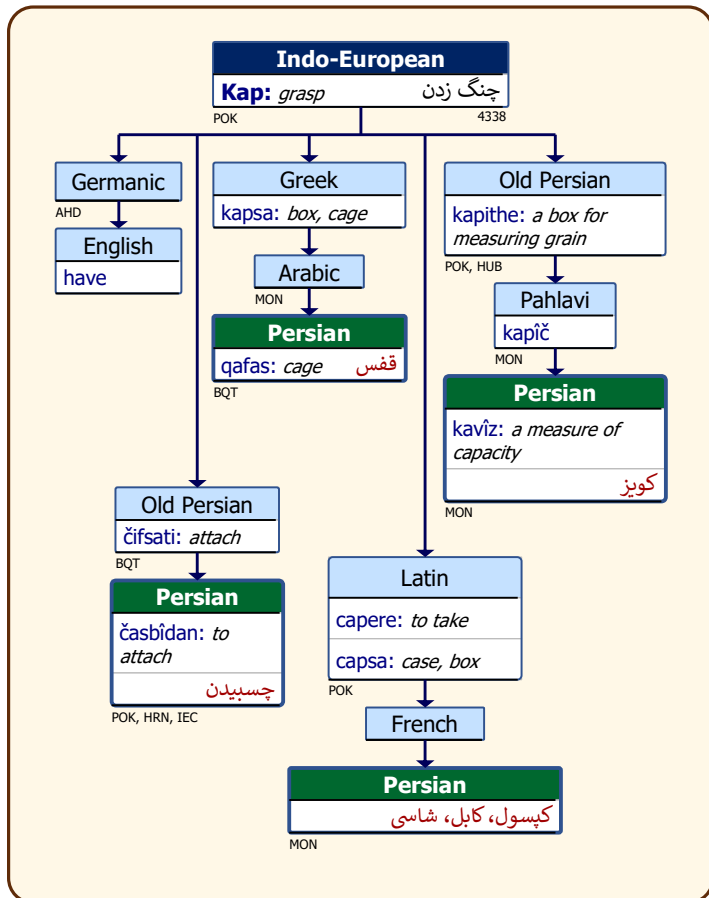 Indo-European
Kap: grasp چنگ زدن
POK 4338
Germanic
AHD
English
have
Greek
kapsa: box, cage
Arabic
MON
Persian
qafas: cage قفس
BQT
Old Persian
kapithe: a box for
measuring grain
POK, HUB
Pahlavi
kapîč
MON
Persian
kavîz: a measure of
capacity
کویز
MON
Old Persian
čifsati: attach
BQT
Persian
časbîdan: to
attach
چسبیدن
POK, HRN, IEC
Latin
capere: to take
capsa: case, box
POK
French
Persian
کپسول، کابل، شاسی
MON